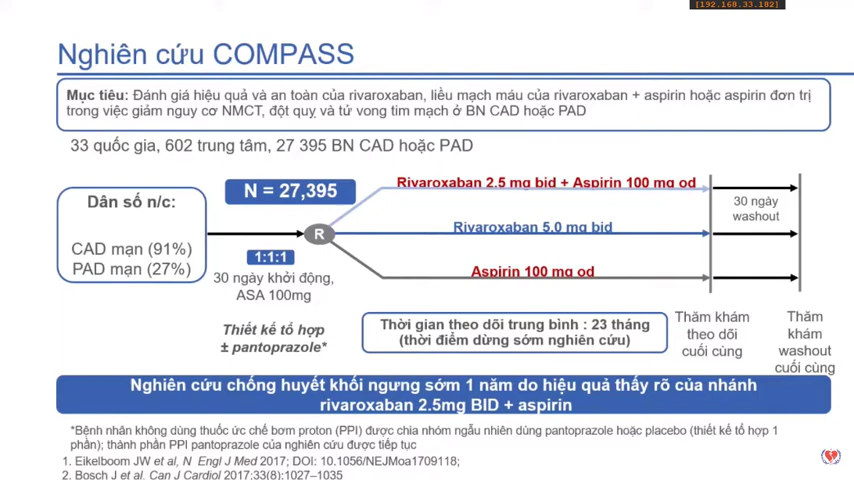 [192.168.33.102]
Nghiên cứu COMPASS
Mục tiêu: Đánh giá hiệu quả và an toàn của rivaroxaban, liều mạch máu của rivaroxaban + aspirin hoặc aspirin đơn trị
trong việc giảm nguy cơ NMCT, đột quỵ và tử vong tim mạch ở BN CAD hoặc PAD
33 quốc gia, 602 trung tâm, 27 395 BN CAD hoặc PAD
Dân số n/c:
CAD mạn (91%)
PAD mạn (27%)
N = 27,395
R
1:1:1
30 ngày khởi động,
ASA 100mg
Rivaroxaban 2.5 mg bid + Aspirin 100 mg od
Rivaroxaban 5.0 mg bid
Aspirin 100 mg od
30 ngày
washout
Thiết kế tổ hợp
± pantoprazole*
Thời gian theo dõi trung bình : 23 tháng
(thời điểm dừng sớm nghiên cứu)
Thăm khám
theo dõi
cuối cùng
Thăm
khám
washout
cuối cùng
Nghiên cứu chống huyết khối ngưng sớm 1 năm do hiệu quả thấy rõ của nhánh
rivaroxaban 2.5mg BID + aspirin
*Bệnh nhân không dùng thuốc ức chế bơm proton (PPI) được chia nhóm ngẫu nhiên dùng pantoprazole hoặc placebo (thiết kế tổ hợp 1
phần); thành phần PPI pantoprazole của nghiên cứu được tiếp tục
1. Eikelboom JW et al, N Engl J Med 2017; DOI: 10.1056/NEJMoa1709118;
2. Bosch J et al. Can J Cardiol 2017;33(8):1027–1035